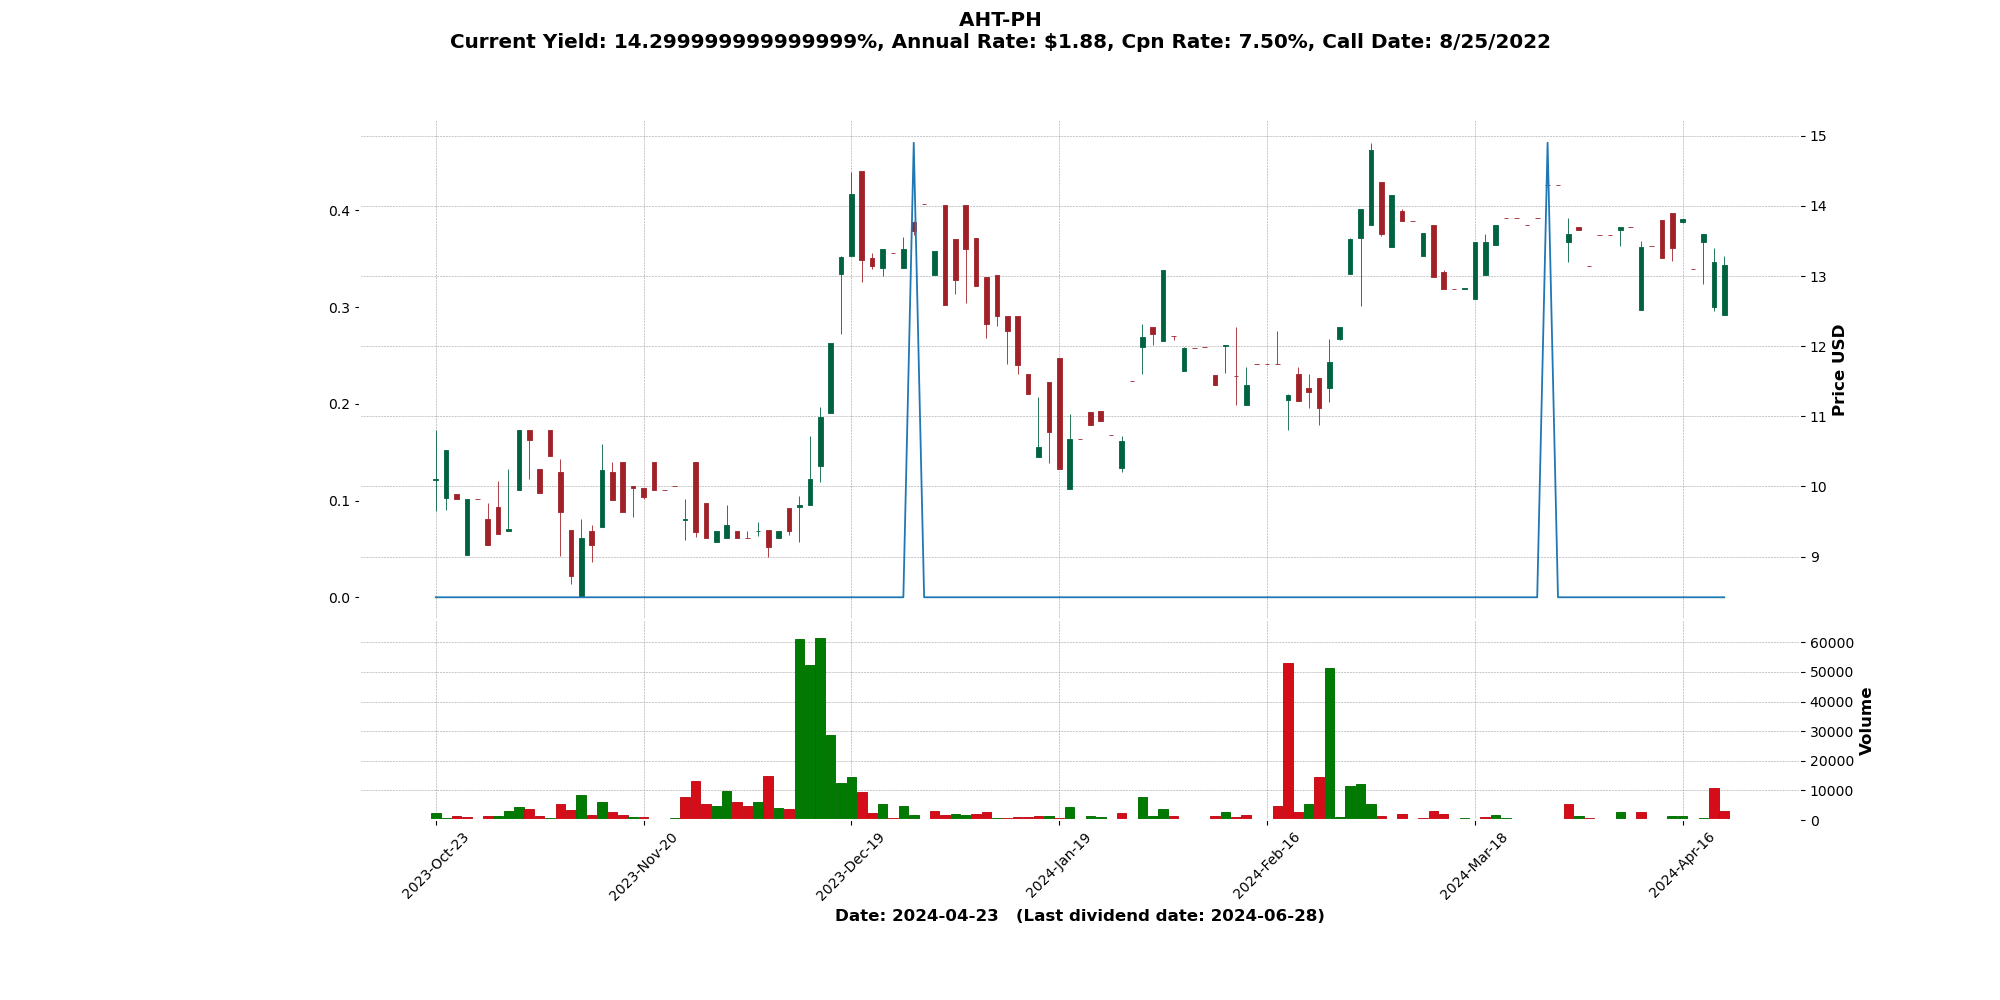 AHT-PH
Current Yield: 14.299999999999999%, Annual Rate: $1.88, Cpn Rate: 7.50%, Call Date: 8/25/2022
15
14
13
12
11
10
9
Price USD
0.4
0.3
0.2
0.1
0.0
60000
50000
40000
30000
20000
10000
0
Volume
2023-Oct-23
2023-Nov-20
2023-Dec-19
2024-Jan-19
2024-Feb-16
2024-Mar-18
2024-Apr-16
Date: 2024-04-23 (Last dividend date: 2024-06-28)